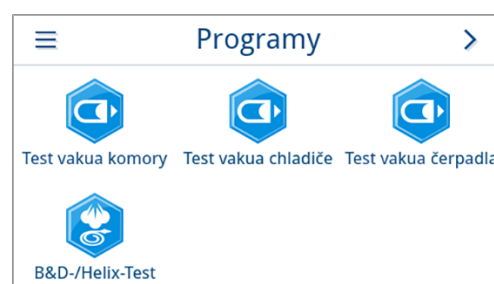 Programy
Test vakua komory Test vakua chladiče Test vakua čerpadla
B&D-/Helix-Test